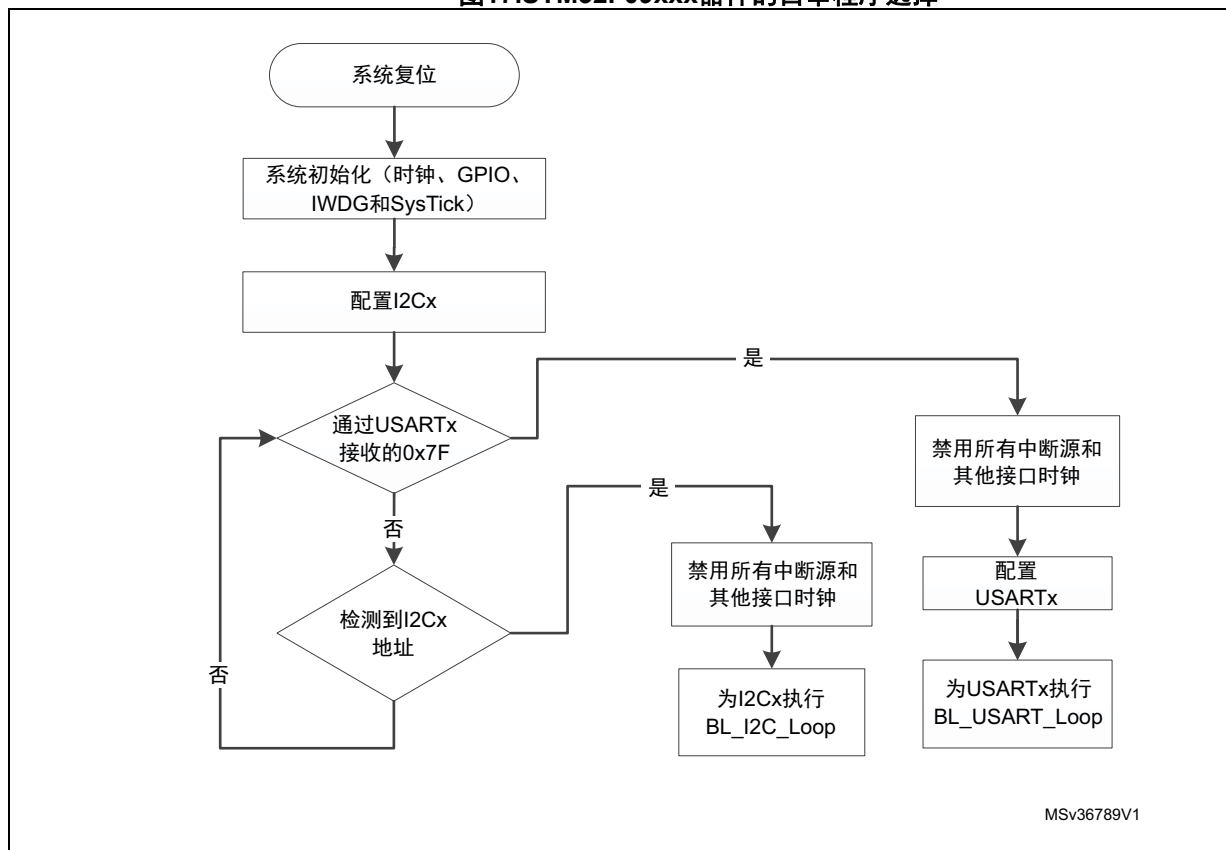 系统复位
系统初始化（时钟、GPIO、
IWDG和SysTick）
配置I2Cx
是
通过USARTx
接收的0x7F
禁用所有中断源和
其他接口时钟
是
否
禁用所有中断源和
其他接口时钟
配置
USARTx
检测到I2Cx
地址
否
为I2Cx执行
BL_I2C_Loop
为USARTx执行
BL_USART_Loop
MSv36789V1